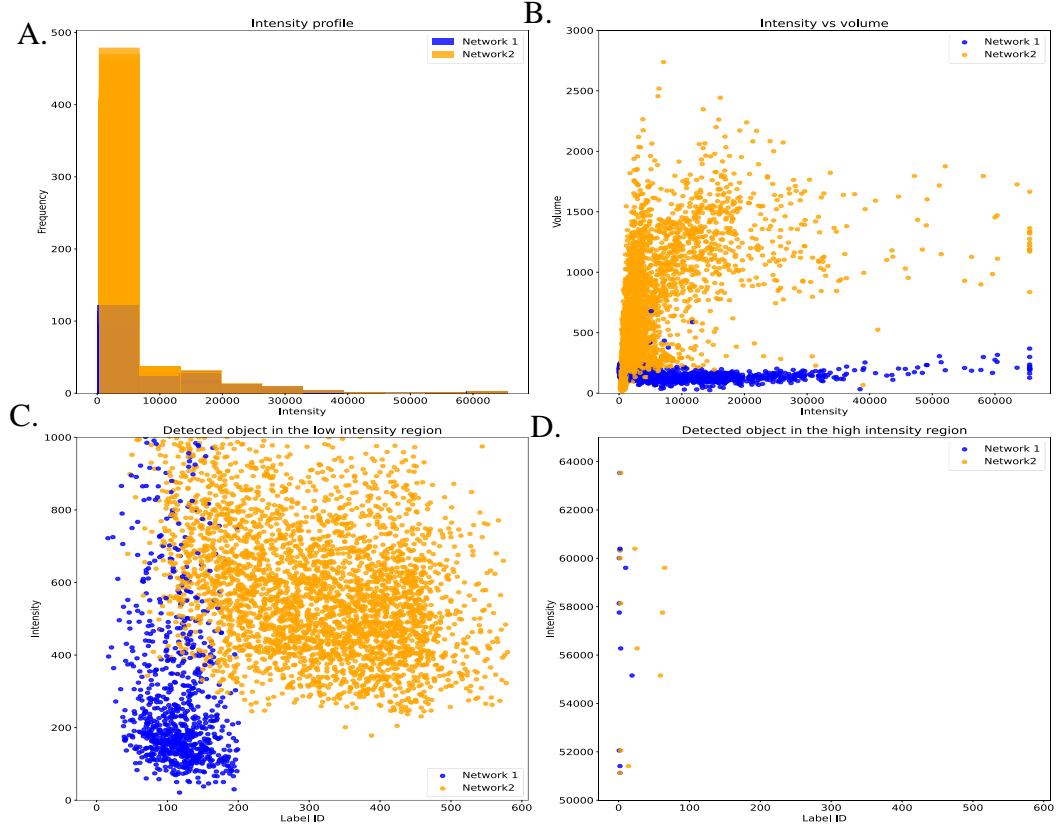 A.
Intensity profile
Network 1
Network2
500
400
300
200
100
0
Frequency
0 10000 20000 30000 40000 50000 60000
Intensity
B.
Intensity vs volume
Network 1
Network2
3000
2500
2000
1500
1000
500
0
Volume
0 10000 20000 30000 40000 50000 60000
Intensity
C.
Detected object in the low intensity region
1000
800
600
400
200
0
Intensity
Network 1
Network2
0 100 200 300 400 500 600
Label ID
D.
Detected object in the high intensity region
Network 1
Network2
64000
62000
60000
58000
56000
54000
52000
50000
Intensity
0 100 200 300 400 500 600
Label ID